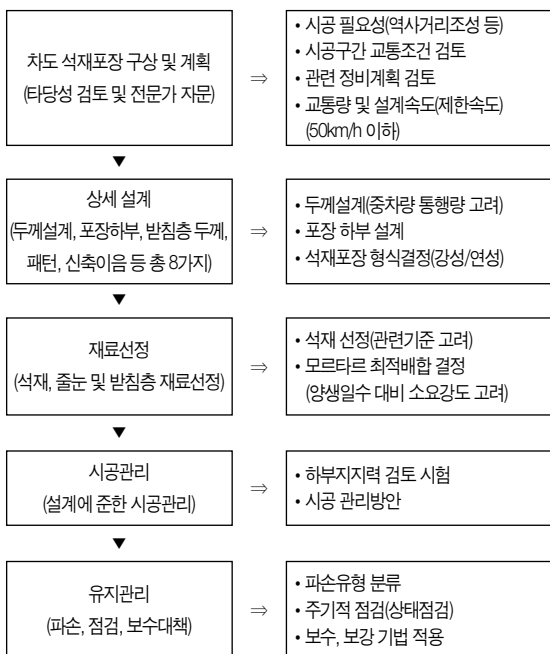 차도 석재포장 구상 및 계획
(타당성 검토 및 전문가 자문)
⇒
• 시공 필요성(역사거리조성 등)
• 시공구간 교통조건 검토
• 관련 정비계획 검토
• 교통량 및 설계속도(제한속도)
(50km/h 이하)
▼
상세 설계
(두께설계, 포장하부, 받침층 두께,
패턴, 신축이음 등 총 8가지)
⇒
• 두께설계(중차량 통행량 고려)
• 포장 하부 설계
• 석재포장 형식결정(강성/연성)
▼
재료선정
(석재, 줄눈 및 받침층 재료선정)
⇒
• 석재 선정(관련기준 고려)
• 모르타르 최적배합 결정
(양생일수 대비 소요강도 고려)
▼
시공관리
(설계에 준한 시공관리)
⇒
• 하부지지력 검토 시험
• 시공 관리방안
▼
유지관리
(파손, 점검, 보수대책)
⇒
• 파손유형 분류
• 주기적 점검(상태점검)
• 보수, 보강 기법 적용